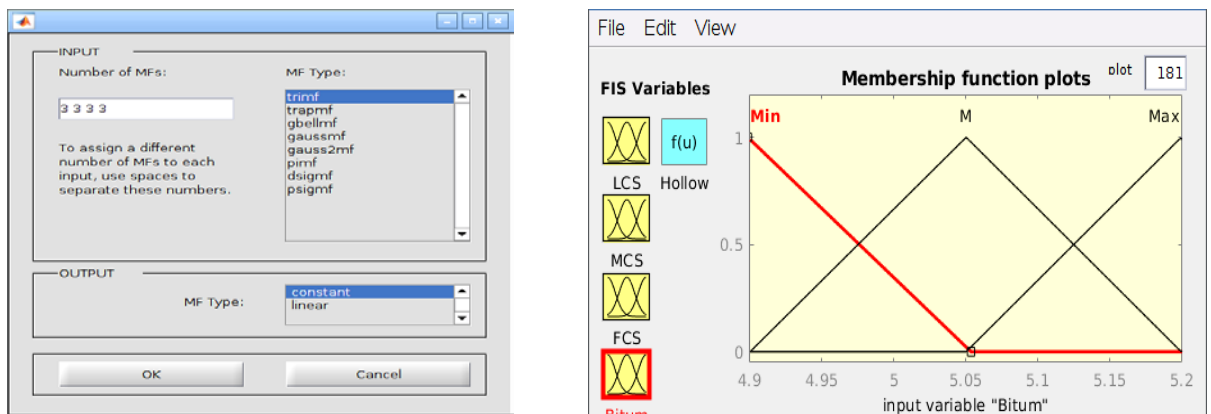 INPUT
Number of MFs:
3 3 3 3
To assign a different
number of MFs to each
input, use spaces to
separate these numbers.
MF Type:
trimf
trapmf
gbellmf
gaussmf
gauss2mf
pimf
dsigmf
psigmf
OUTPUT
MF Type:
constant
linear
OK Cancel
File Edit View
FIS Variables
f(u)
LCS Hollow
MCS
FCS
Bitum
Membership function plots
plot 181
Min M Max
1
0.5
0
4.9 4.95 5 5.05 5.1 5.15 5.2
input variable "Bitum"